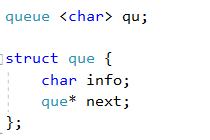 queue <char> qu;
struct que {
char info;
que* next;
};